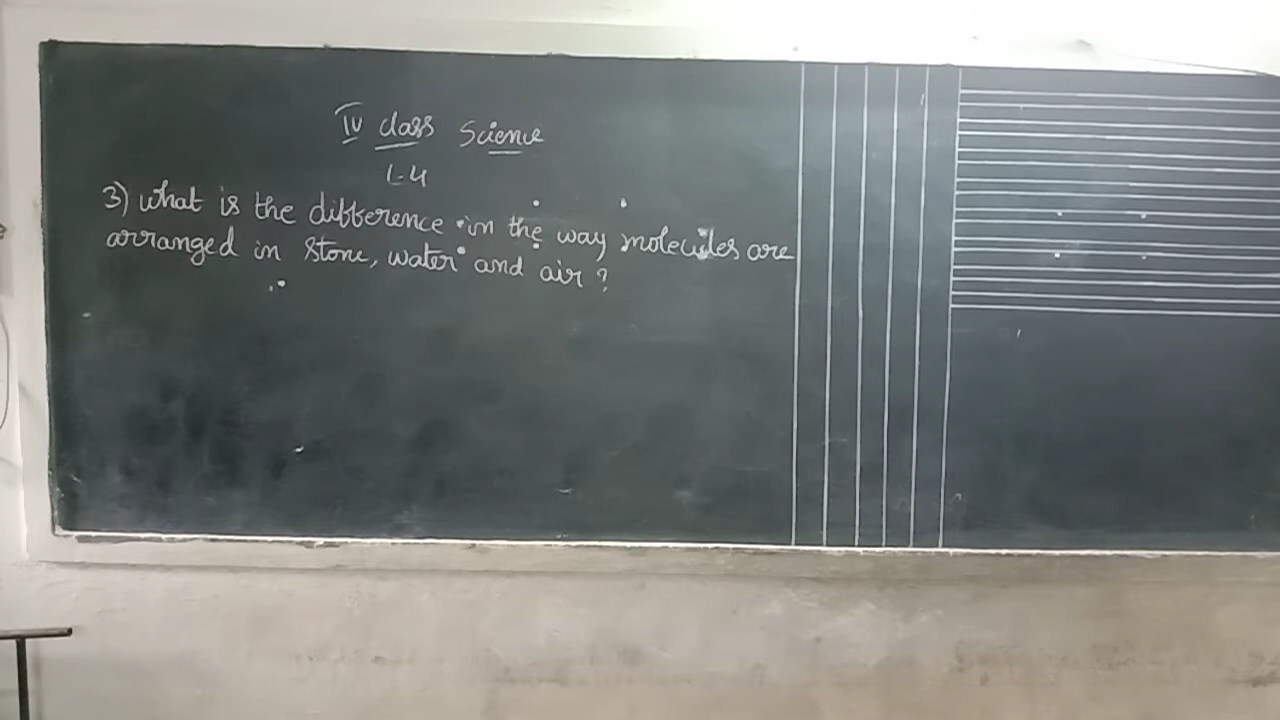 IV class Science
L-4
3) What is the difference in the way molecules are
arranged in stone, water and air?